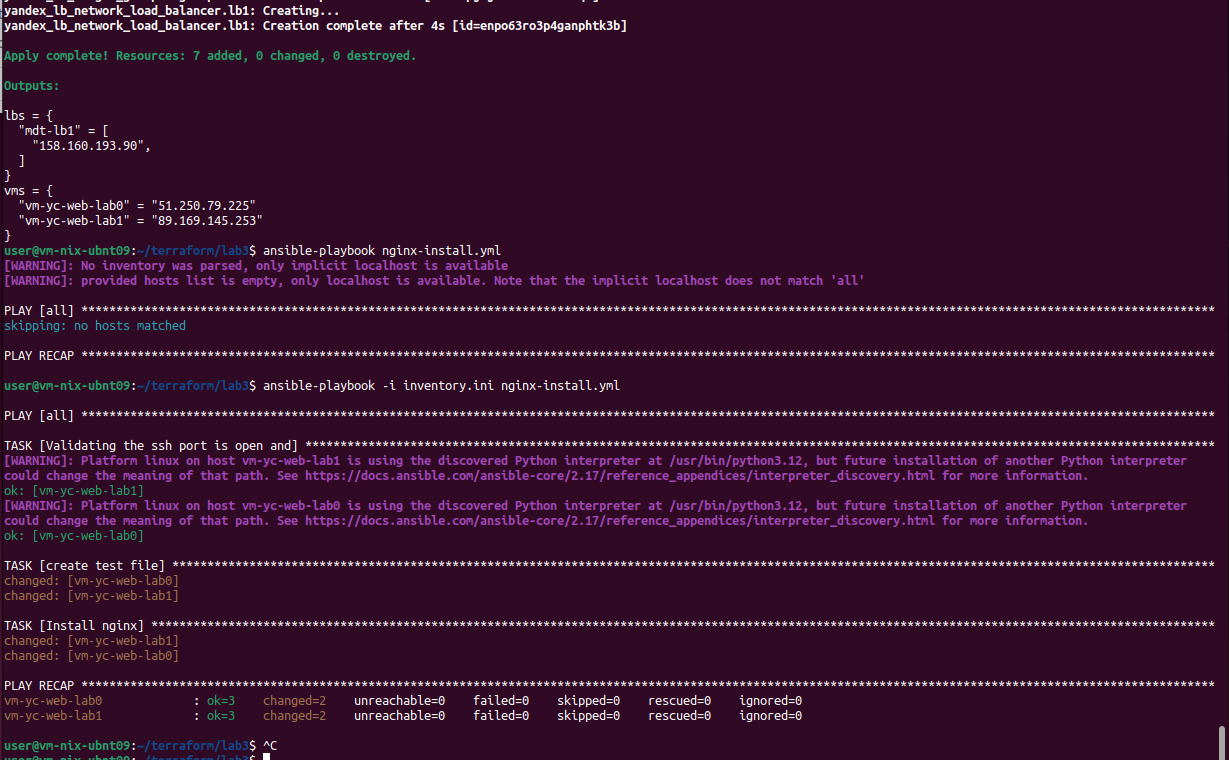 yandex_lb_network_load_balancer.lb1: Creating...
yandex_lb_network_load_balancer.lb1: Creation complete after 4s [id=enpo63ro3p4ganphtk3b]
Apply complete! Resources: 7 added, 0 changed, 0 destroyed.
Outputs:
lbs = {
  "mdt-lb1" = [
    "158.160.193.90",
  ]
}
vms = {
  "vm-yc-web-lab0" = "51.250.79.225"
  "vm-yc-web-lab1" = "89.169.145.253"
}
user@vm-nix-ubnt09:~/terraform/lab3$ ansible-playbook nginx-install.yml
[WARNING]: No inventory was parsed, only implicit localhost is available
[WARNING]: provided hosts list is empty, only localhost is available. Note that the implicit localhost does not match 'all'
PLAY [all] ******************************************************************************************************************************************************************
skipping: no hosts matched
PLAY RECAP ******************************************************************************************************************************************************************
user@vm-nix-ubnt09:~/terraform/lab3$ ansible-playbook -i inventory.ini nginx-install.yml
PLAY [all] ******************************************************************************************************************************************************************
TASK [Validating the ssh port is open and] **********************************************************************************************************************************
[WARNING]: Platform linux on host vm-yc-web-lab1 is using the discovered Python interpreter at /usr/bin/python3.12, but future installation of another Python interpreter
could change the meaning of that path. See https://docs.ansible.com/ansible-core/2.17/reference_appendices/interpreter_discovery.html for more information.
ok: [vm-yc-web-lab1]
[WARNING]: Platform linux on host vm-yc-web-lab0 is using the discovered Python interpreter at /usr/bin/python3.12, but future installation of another Python interpreter
could change the meaning of that path. See https://docs.ansible.com/ansible-core/2.17/reference_appendices/interpreter_discovery.html for more information.
ok: [vm-yc-web-lab0]
TASK [create test file] *****************************************************************************************************************************************************
changed: [vm-yc-web-lab0]
changed: [vm-yc-web-lab1]
TASK [Install nginx] ********************************************************************************************************************************************************
changed: [vm-yc-web-lab1]
changed: [vm-yc-web-lab0]
PLAY RECAP ******************************************************************************************************************************************************************
vm-yc-web-lab0             : ok=3    changed=2    unreachable=0    failed=0    skipped=0    rescued=0    ignored=0
vm-yc-web-lab1             : ok=3    changed=2    unreachable=0    failed=0    skipped=0    rescued=0    ignored=0
user@vm-nix-ubnt09:~/terraform/lab3$ ^C
user@vm-nix-ubnt09:~/terraform/lab3$